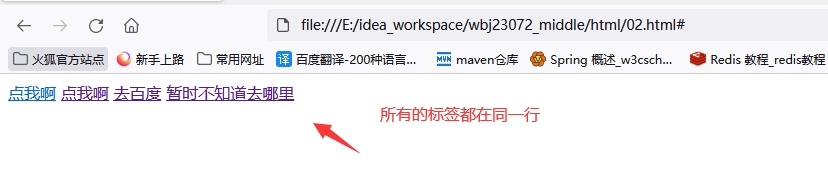 file:///E:/idea_workspace/wbj23072_middle/html/02.html#
火狐官方站点 新手上路 常用网址 译 百度翻译-200种语言... MVN maven仓库 Spring 概述_w3csch... Redis 教程_redis教程
点我啊 点我啊 去百度 暂时不知道去哪里
所有的标签都在同一行